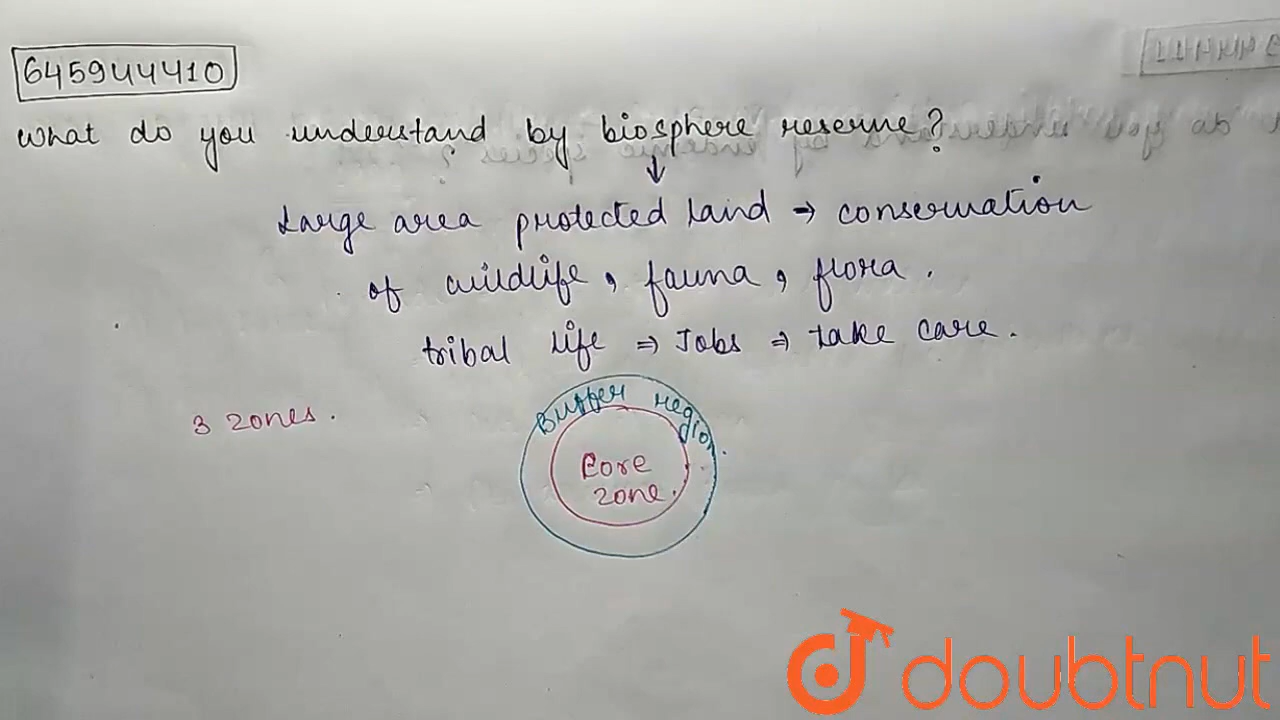 645944410
What do you understand by biosphere reserve?
↓
Large area protected land → conservation
of wildlife, fauna, flora.
tribal life ⇒ Jobs ⇒ take care.
3 zones.
Buffer region.
Core
zone.
doubtnut